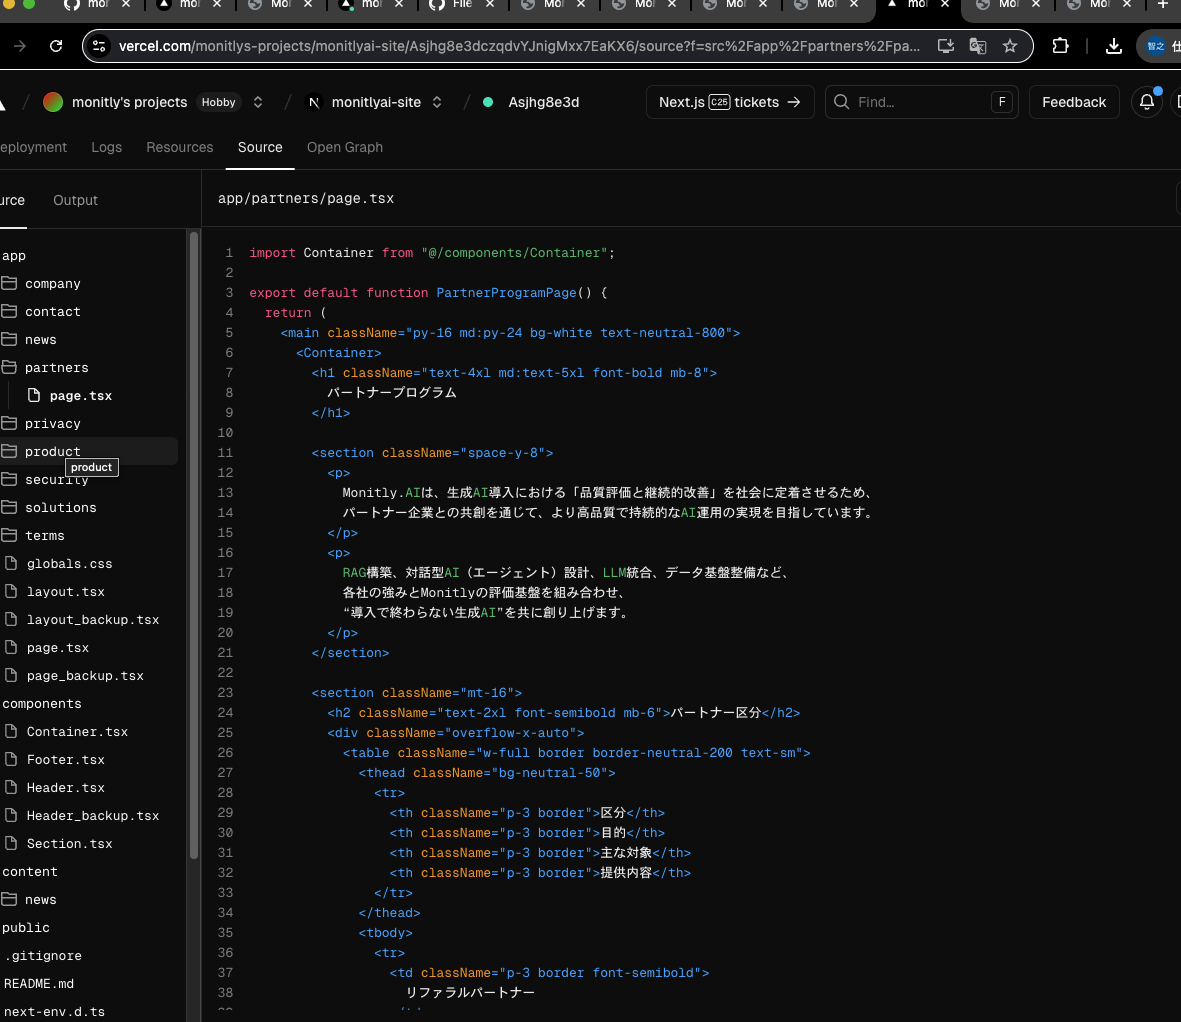 vercel.com/monitlys-projects/monitlyai-site/Asjhg8e3dczqdvYJnigMxx7EaKX6/source?f=src%2Fapp%2Fpartners%2Fpa...
智之
monitly's projects Hobby / monitlyai-site / Asjhg8e3d
Next.js C25 tickets → Find... F Feedback
eployment Logs Resources Source Open Graph
urce Output
app/partners/page.tsx
app
company
contact
news
partners
page.tsx
privacy
product
product
security
solutions
terms
globals.css
layout.tsx
layout_backup.tsx
page.tsx
page_backup.tsx
components
Container.tsx
Footer.tsx
Header.tsx
Header_backup.tsx
Section.tsx
content
news
public
.gitignore
README.md
next-env.d.ts
1 import Container from "@/components/Container";
2
3 export default function PartnerProgramPage() {
4 return (
5 <main className="py-16 md:py-24 bg-white text-neutral-800">
6 <Container>
7 <h1 className="text-4xl md:text-5xl font-bold mb-8">
8 パートナープログラム
9 </h1>
10
11 <section className="space-y-8">
12 <p>
13 Monitly.AIは、生成AI導入における「品質評価と継続的改善」を社会に定着させるため、
14 パートナー企業との共創を通じて、より高品質で持続的なAI運用の実現を目指しています。
15 </p>
16 <p>
17 RAG構築、対話型AI（エージェント）設計、LLM統合、データ基盤整備など、
18 各社の強みとMonitlyの評価基盤を組み合わせ、
19 “導入で終わらない生成AI”を共に創り上げます。
20 </p>
21 </section>
22
23 <section className="mt-16">
24 <h2 className="text-2xl font-semibold mb-6">パートナー区分</h2>
25 <div className="overflow-x-auto">
26 <table className="w-full border border-neutral-200 text-sm">
27 <thead className="bg-neutral-50">
28 <tr>
29 <th className="p-3 border">区分</th>
30 <th className="p-3 border">目的</th>
31 <th className="p-3 border">主な対象</th>
32 <th className="p-3 border">提供内容</th>
33 </tr>
34 </thead>
35 <tbody>
36 <tr>
37 <td className="p-3 border font-semibold">
38 リファラルパートナー